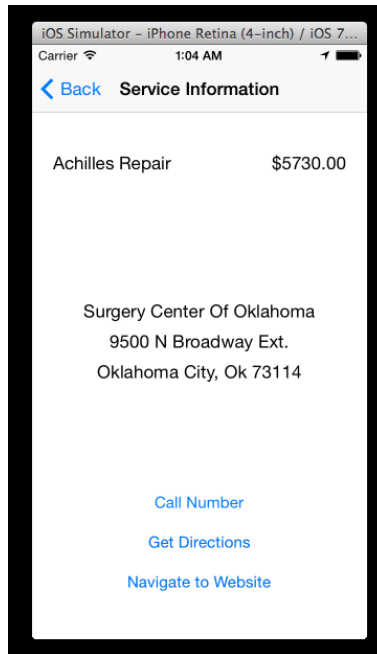 iOS Simulator – iPhone Retina (4–inch) / iOS 7...
Carrier 1:04 AM
Back Service Information
Achilles Repair $5730.00
Surgery Center Of Oklahoma
9500 N Broadway Ext.
Oklahoma City, Ok 73114
Call Number
Get Directions
Navigate to Website